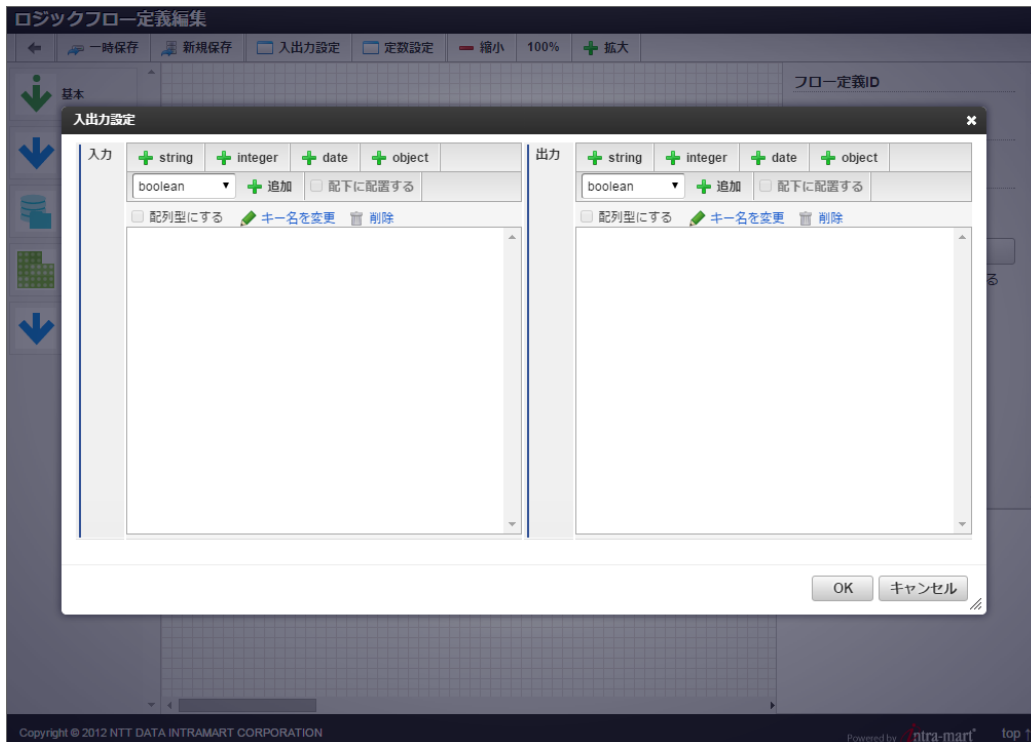 ロジックフロー定義編集
一時保存 新規保存 入出力設定 定数設定 縮小 100% 拡大
基本
フロー定義ID
入出力設定
入力
string integer date object
boolean 追加 配下に配置する
配列型にする キー名を変更 削除
出力
string integer date object
boolean 追加 配下に配置する
配列型にする キー名を変更 削除
る
OK キャンセル
Copyright © 2012 NTT DATA INTRAMART CORPORATION
Powered by intra-mart
top